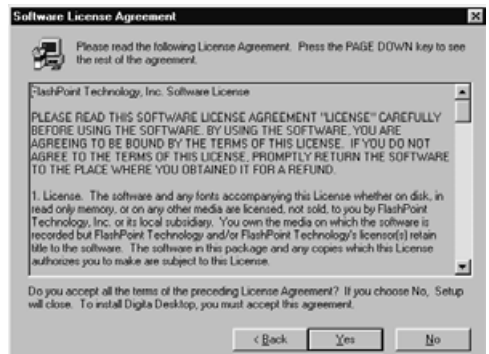 Software License Agreement
Please read the following License Agreement. Press the PAGE DOWN key to see
the rest of the agreement.
FlashPoint Technology, Inc. Software License
PLEASE READ THIS SOFTWARE LICENSE AGREEMENT "LICENSE" CAREFULLY
BEFORE USING THE SOFTWARE. BY USING THE SOFTWARE, YOU ARE
AGREEING TO BE BOUND BY THE TERMS OF THIS LICENSE. IF YOU DO NOT
AGREE TO THE TERMS OF THIS LICENSE, PROMPTLY RETURN THE SOFTWARE
TO THE PLACE WHERE YOU OBTAINED IT FOR A REFUND.
1. License. The software and any fonts accompanying this License whether on disk, in
read only memory, or on any other media are licensed, not sold, to you by FlashPoint
Technology, Inc. or its local subsidiary. You own the media on which the software is
recorded but FlashPoint Technology and/or FlashPoint Technology's licensor(s) retain
title to the software. The software in this package and any copies which this License
authorizes you to make are subject to this License.
Do you accept all the terms of the preceding License Agreement? If you choose No, Setup
will close. To install Digita Desktop, you must accept this agreement.
< Back Yes No